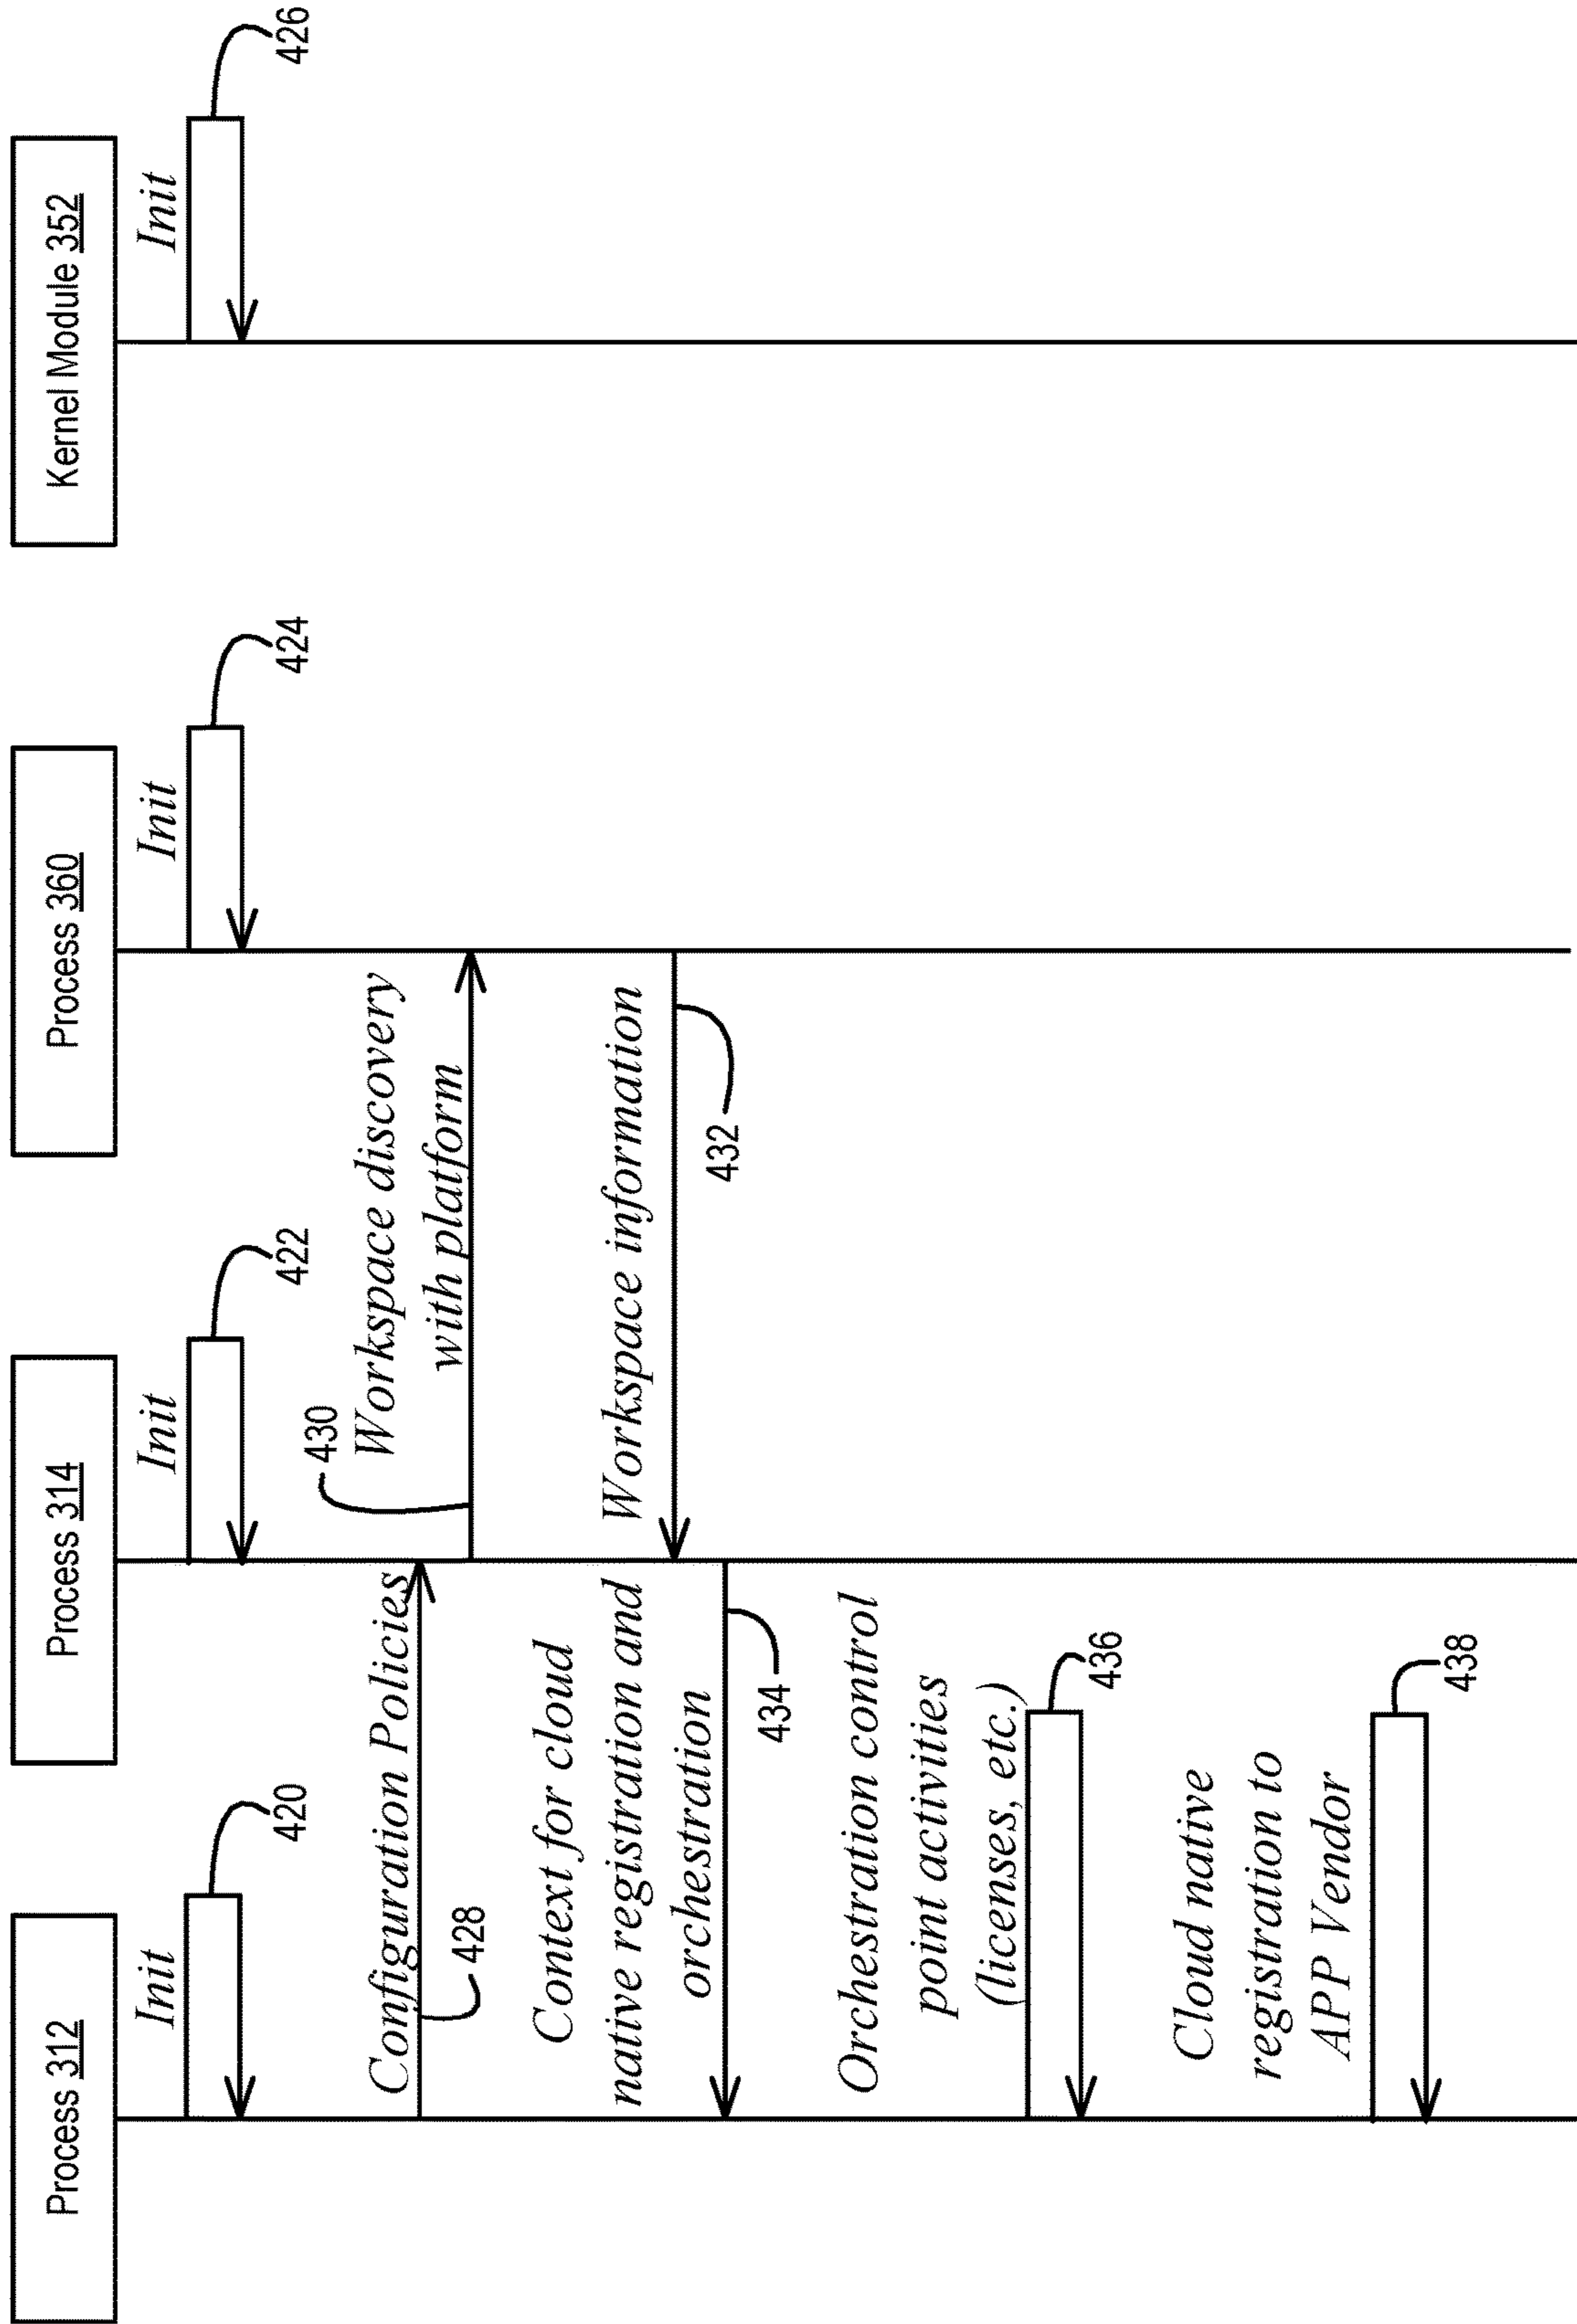 Process 312
Process 314
Process 360
Kernel Module 352
Init
420
Init
422
Init
424
Init
426
Configuration Policies
428
430
Workspace discovery
with platform
Workspace information
432
Context for cloud
native registration and
orchestration
434
Orchestration control
point activities
(licenses, etc.)
436
Cloud native
registration to
APP Vendor
438